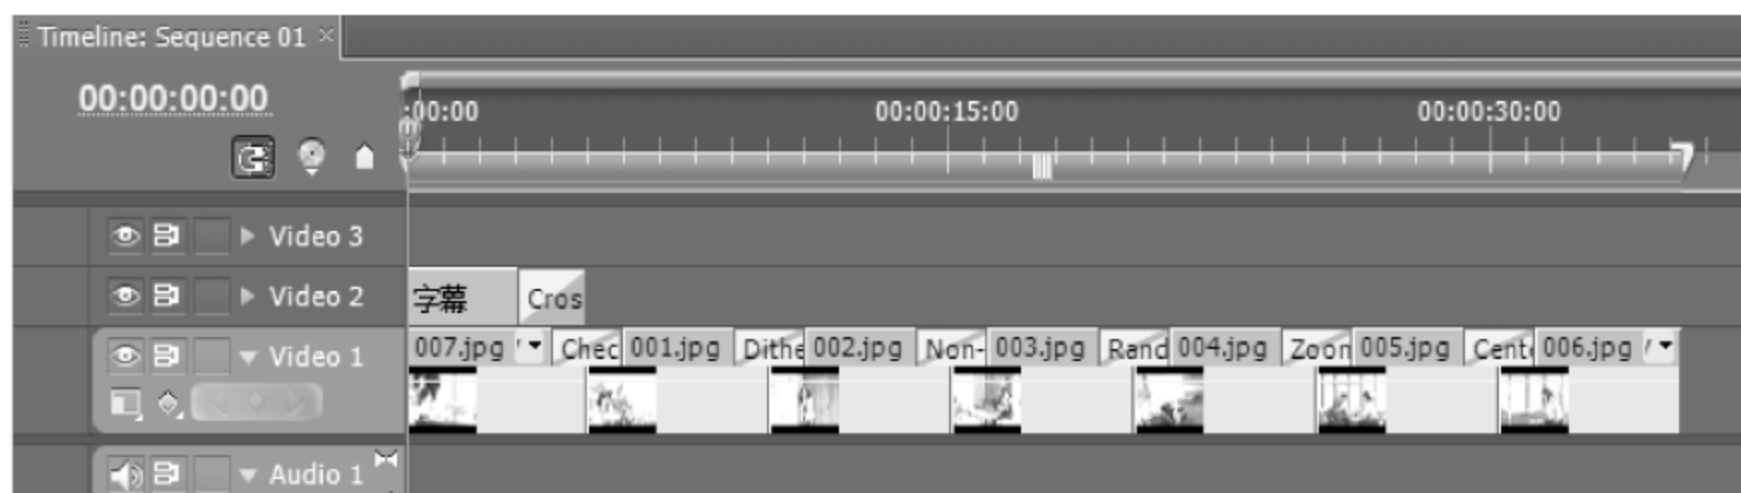 Timeline: Sequence 01 ×
00:00:00:00
:00:00 00:00:15:00 00:00:30:00
Video 3
Video 2 字幕 Cros
Video 1 007.jpg Chec 001.jpg Dithe 002.jpg Non- 003.jpg Rand 004.jpg Zoon 005.jpg Cent 006.jpg
Audio 1